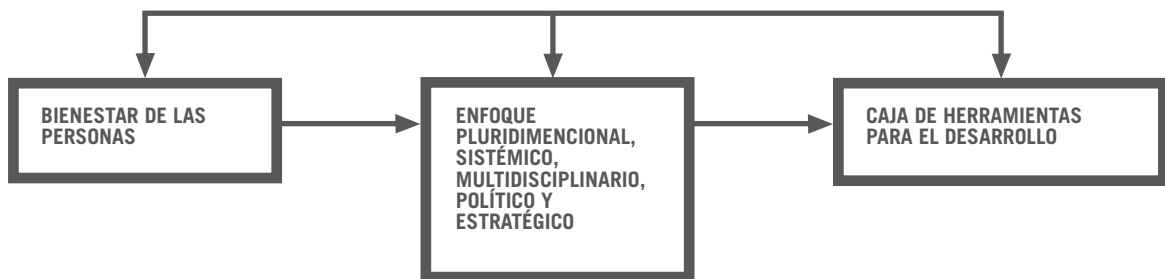 BIENESTAR DE LAS
PERSONAS
ENFOQUE
PLURIDIMENCIONAL,
SISTÉMICO,
MULTIDISCIPLINARIO,
POLÍTICO Y
ESTRATÉGICO
CAJA DE HERRAMIENTAS
PARA EL DESARROLLO